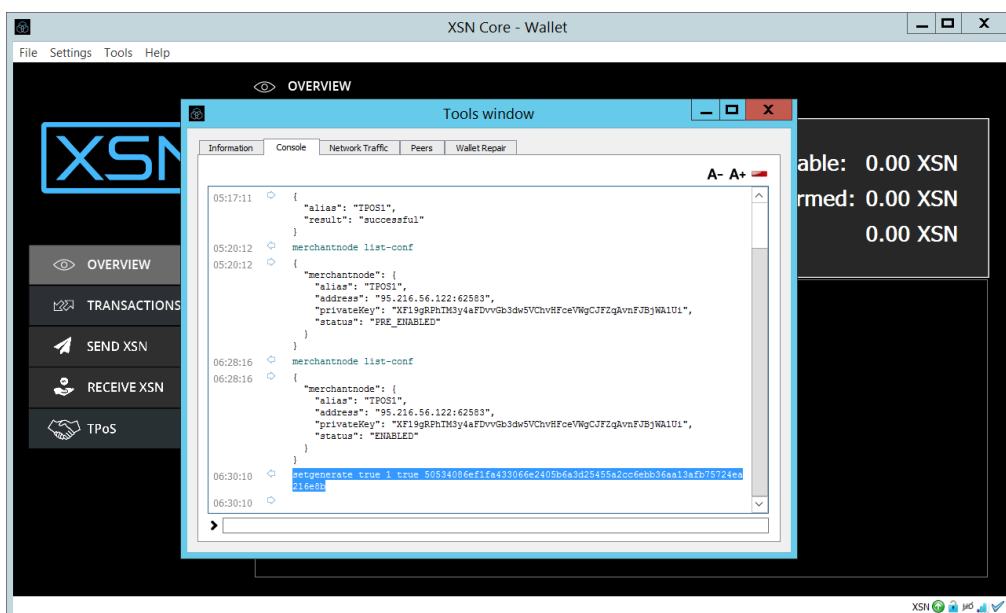 XSN Core - Wallet
File Settings Tools Help
OVERVIEW
XSN
able: 0.00 XSN
rmed: 0.00 XSN
0.00 XSN
OVERVIEW
TRANSACTIONS
SEND XSN
RECEIVE XSN
TPoS
Tools window
Information Console Network Traffic Peers Wallet Repair
A- A+
05:17:11 {
"alias": "TPOS1",
"result": "successful"
}
05:20:12 merchantnode list-conf
05:20:12 {
"merchantnode": {
"alias": "TPOS1",
"address": "95.216.56.122:62583",
"privateKey": "XF19gRPhTM3y4aFDvvGb3dw5VChvHFceVWgCJFZqAvnFJBjWA1Ui",
"status": "PRE_ENABLED"
}
}
06:28:16 merchantnode list-conf
06:28:16 {
"merchantnode": {
"alias": "TPOS1",
"address": "95.216.56.122:62583",
"privateKey": "XF19gRPhTM3y4aFDvvGb3dw5VChvHFceVWgCJFZqAvnFJBjWA1Ui",
"status": "ENABLED"
}
}
06:30:10 setgenerate true 1 true 50534086ef1fa433066e2405b6a3d25455a2cc6ebb36aa13afb75724ea
216e8b
06:30:10
XSN